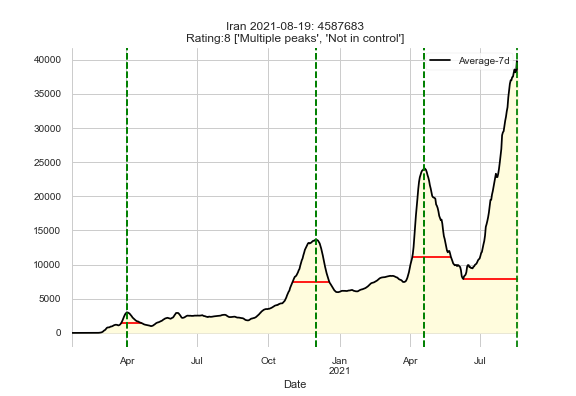 Iran 2021-08-19: 4587683
Rating:8 ['Multiple peaks', 'Not in control']
Average-7d
40000
35000
30000
25000
20000
15000
10000
5000
0
Apr
Jul
Oct
Jan
2021
Apr
Jul
Date